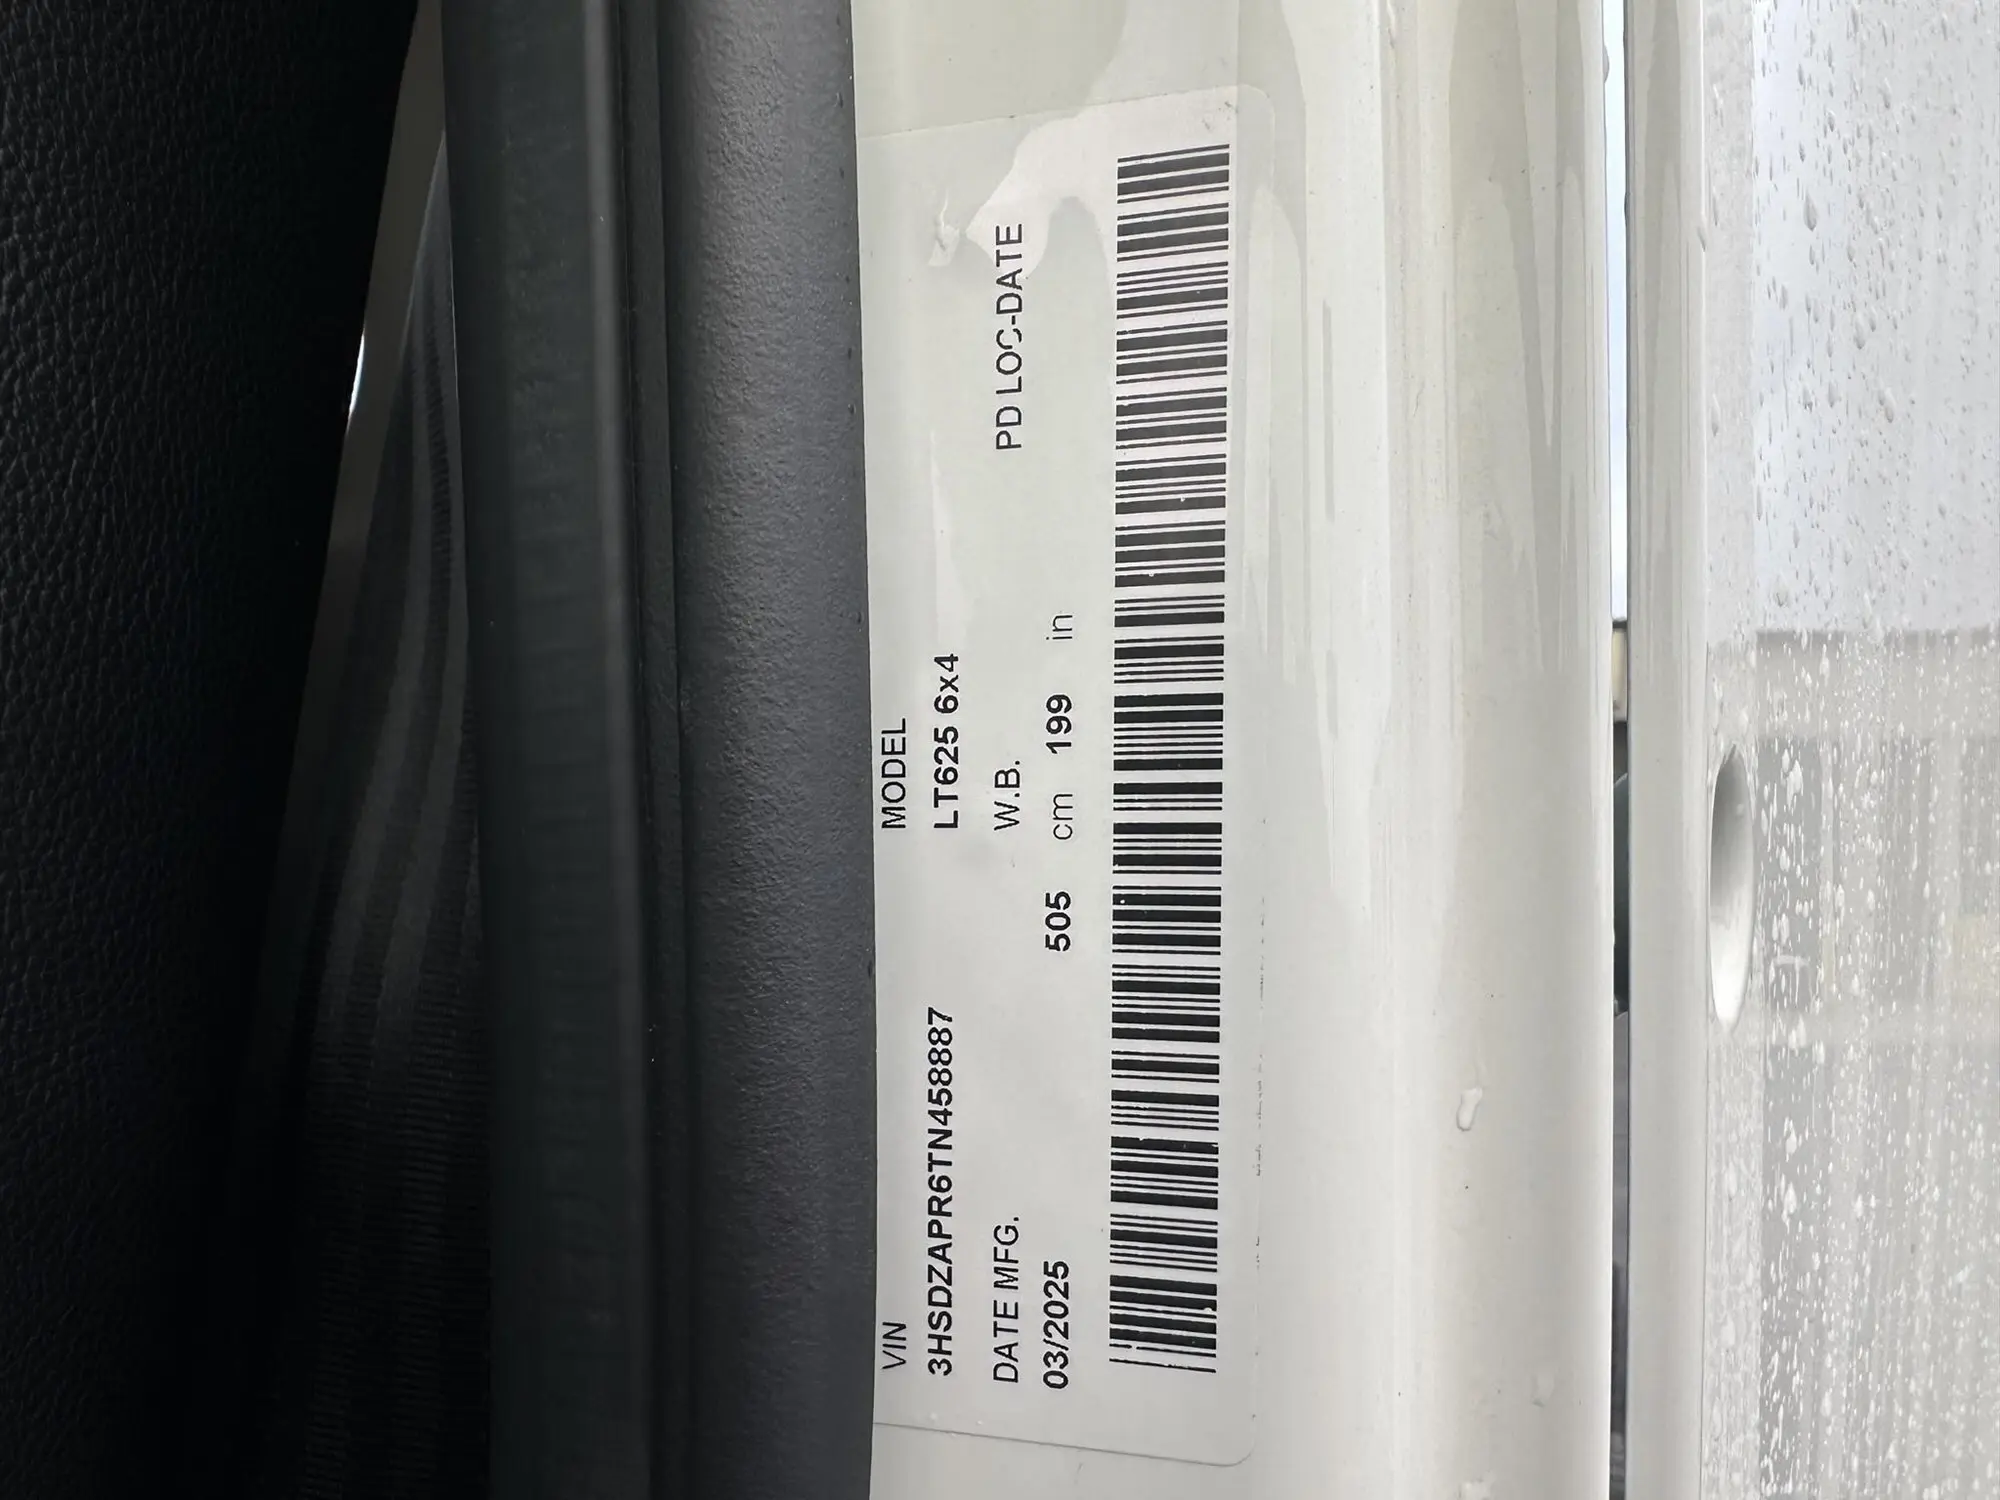 VIN MODEL
3HSDZAPR6TN458887 LT625 6x4
DATE MFG. W.B. PD LOC-DATE
03/2025 505 cm 199 in